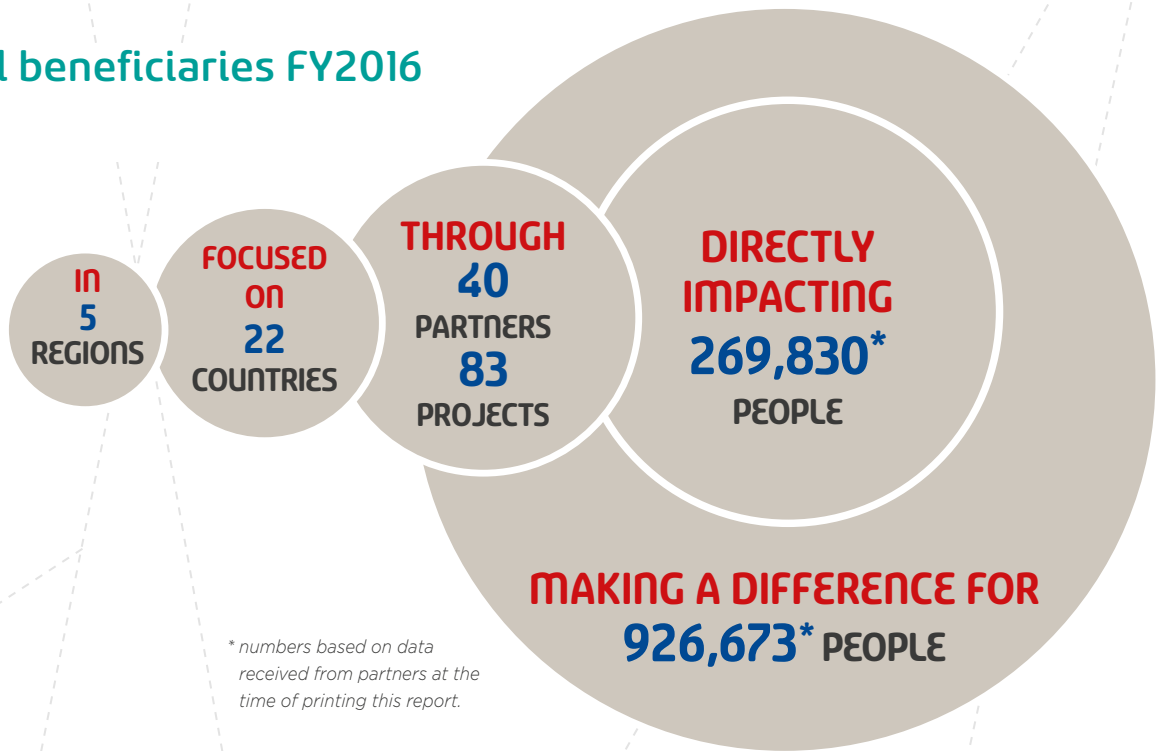 beneficiaries FY2016
IN
5
REGIONS
FOCUSED
ON
22
COUNTRIES
THROUGH
40
PARTNERS
83
PROJECTS
DIRECTLY
IMPACTING
269,830*
PEOPLE
MAKING A DIFFERENCE FOR
926,673* PEOPLE
* numbers based on data
received from partners at the
time of printing this report.